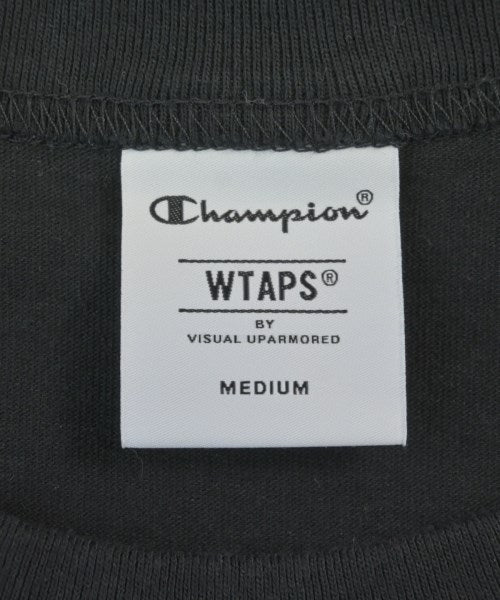 Champion®
WTAPS®
BY
VISUAL UPARMORED
MEDIUM